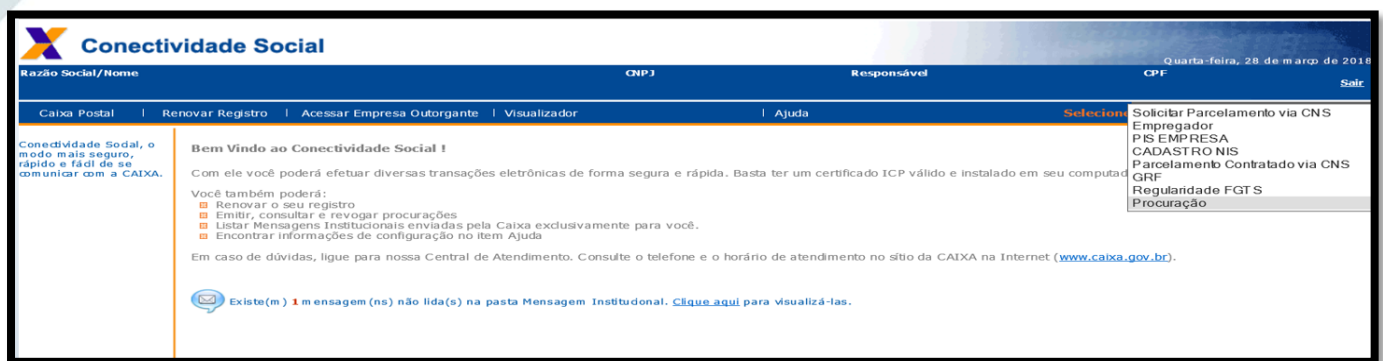 Conectividade Social
Quarta-feira, 28 de março de 2018
Razão Social/Nome CNPJ Responsável CPF
Sair
Caixa Postal | Renovar Registro | Acessar Empresa Outorgante | Visualizador | Ajuda
Selecione
Solicitar Parcelamento via CNS
Empregador
PIS EMPRESA
CADASTRO NIS
Parcelamento Contratado via CNS
GRF
Regularidade FGTS
Procuração
Conectividade Social, o
modo mais seguro,
rápido e fácil de se
comunicar com a CAIXA.
Bem Vindo ao Conectividade Social !
Com ele você poderá efetuar diversas transações eletrônicas de forma segura e rápida. Basta ter um certificado ICP válido e instalado em seu
Você também poderá:
Renovar o seu registro
Emitir, consultar e revogar procurações
Listar Mensagens Institucionais enviadas pela Caixa exclusivamente para você.
Encontrar informações de configuração no item Ajuda
Em caso de dúvidas, ligue para nossa Central de Atendimento. Consulte o telefone e o horário de atendimento no sítio da CAIXA na Internet (www.caixa.gov.br).
Existe(m) 1 mensagem(ns) não lida(s) na pasta Mensagem Institucional. Clique aqui para visualizá-las.